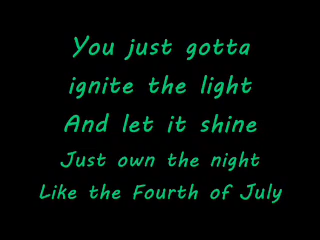 You just gotta
ignite the light
And let it shine
Just own the night
Like the Fourth of July